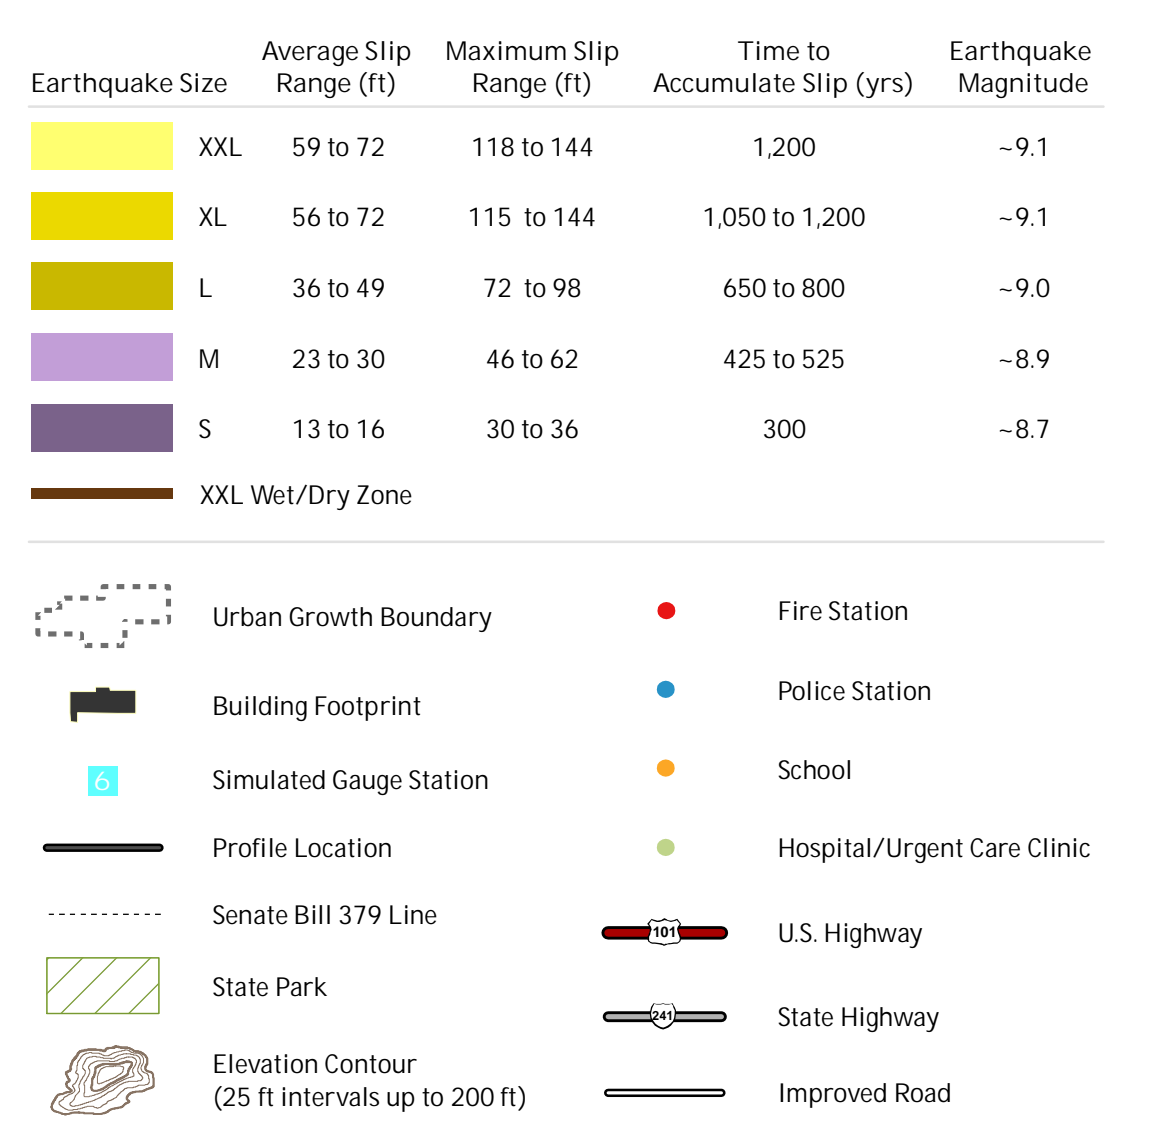 Earthquake Size
Average Slip
Range (ft)
Maximum Slip
Range (ft)
Time to
Accumulate Slip (yrs)
Earthquake
Magnitude
XXL 59 to 72 118 to 144 1,200 ~9.1
XL 56 to 72 115 to 144 1,050 to 1,200 ~9.1
L 36 to 49 72 to 98 650 to 800 ~9.0
M 23 to 30 46 to 62 425 to 525 ~8.9
S 13 to 16 30 to 36 300 ~8.7
XXL Wet/Dry Zone
Urban Growth Boundary
Building Footprint
6 Simulated Gauge Station
Profile Location
Senate Bill 379 Line
State Park
Elevation Contour
(25 ft intervals up to 200 ft)
Fire Station
Police Station
School
Hospital/Urgent Care Clinic
101 U.S. Highway
241 State Highway
Improved Road